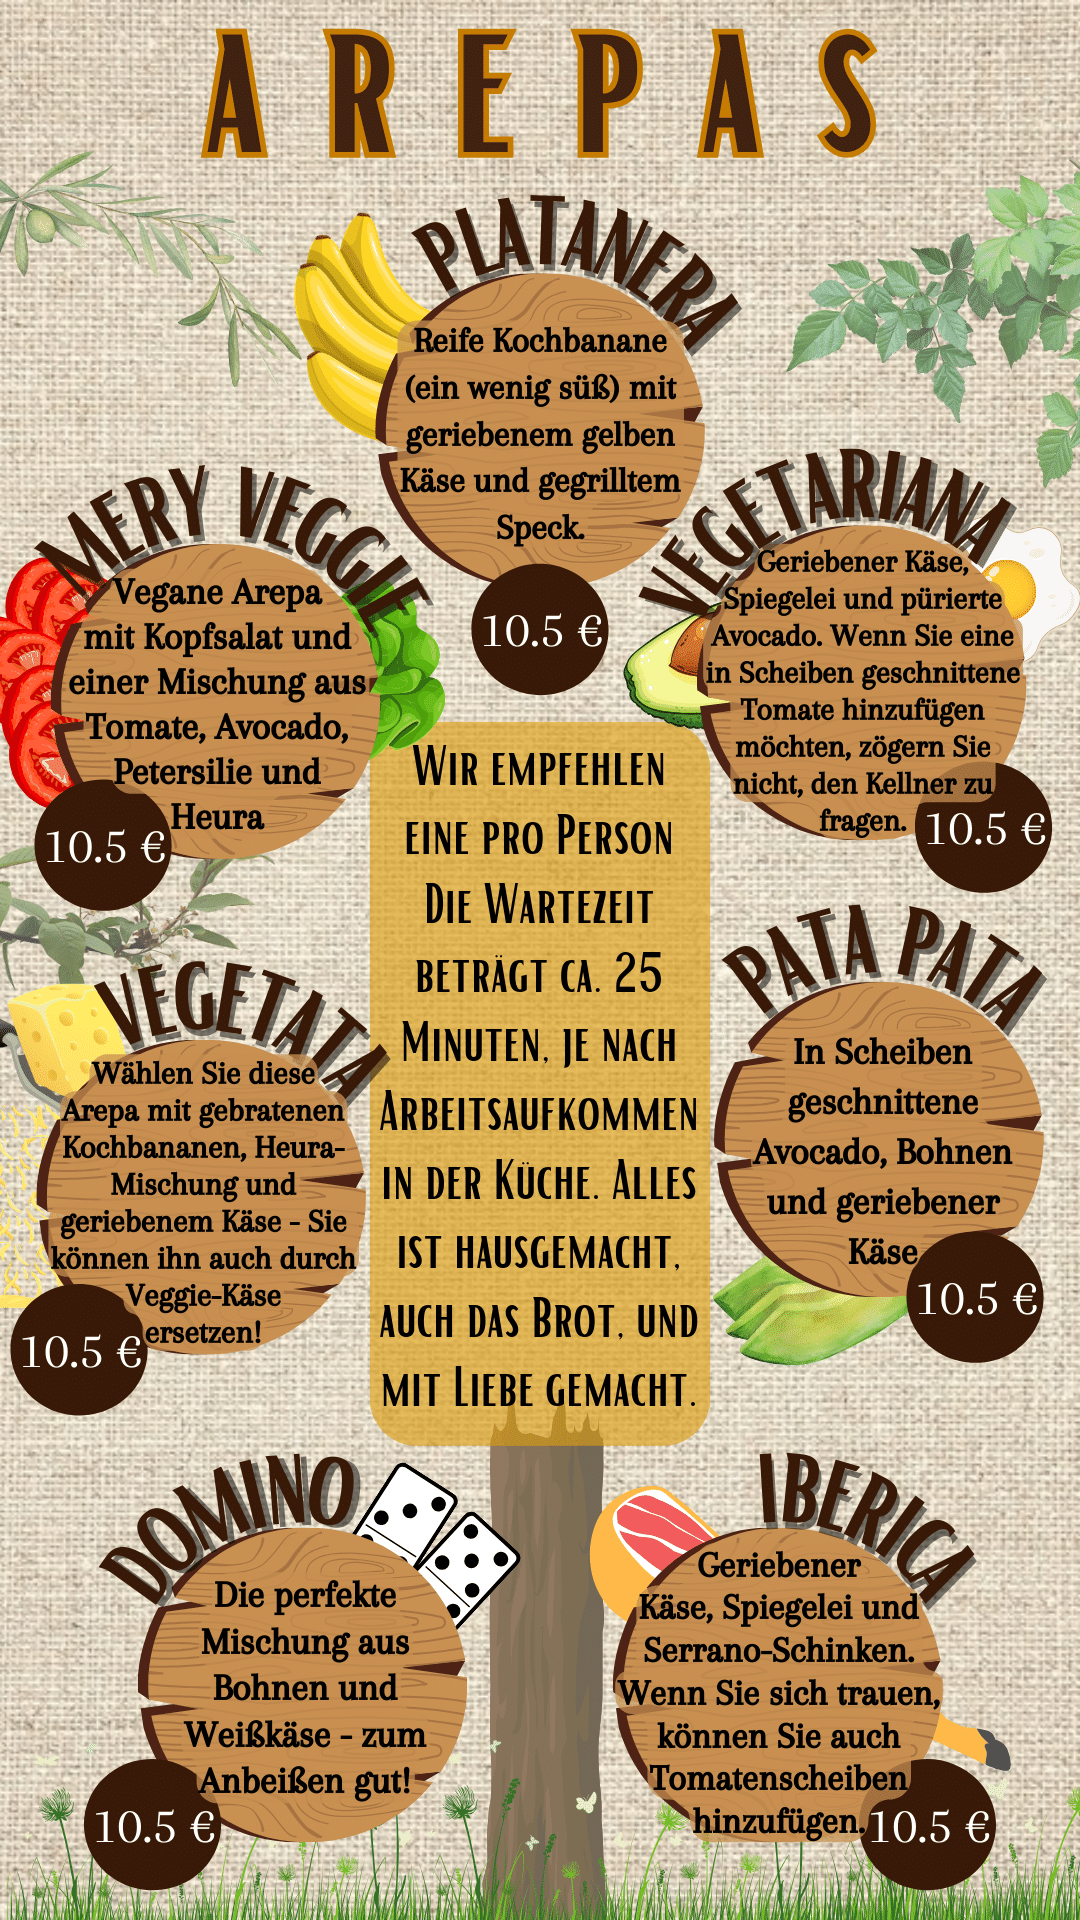 AREPAS
PLATANERA
Reife Kochbanane
(ein wenig süß) mit
geriebenem gelben
Käse und gegrilltem
Speck.
10.5 €
MERY VEGGIE
Vegane Arepa
mit Kopfsalat und
einer Mischung aus
Tomate, Avocado,
Petersilie und
Heura
10.5 €
VEGETARIANA
Geriebener Käse,
Spiegelei und pürierte
Avocado. Wenn Sie eine
in Scheiben geschnittene
Tomate hinzufügen
möchten, zögern Sie
nicht, den Kellner zu
fragen.
10.5 €
Wir empfehlen
eine pro Person
Die Wartezeit
beträgt ca. 25
Minuten, je nach
Arbeitsaufkommen
in der Küche. Alles
ist hausgemacht,
auch das Brot, und
mit Liebe gemacht.
VEGETATA
Wählen Sie diese
Arepa mit gebratenen
Kochbananen, Heura-
Mischung und
geriebenem Käse - Sie
können ihn auch durch
Veggie-Käse
ersetzen!
10.5 €
PATA PATA
In Scheiben
geschnittene
Avocado, Bohnen
und geriebener
Käse
10.5 €
DOMINO
Die perfekte
Mischung aus
Bohnen und
Weißkäse - zum
Anbeißen gut!
10.5 €
IBERICA
Geriebener
Käse, Spiegelei und
Serrano-Schinken.
Wenn Sie sich trauen,
können Sie auch
Tomatenscheiben
hinzufügen.
10.5 €